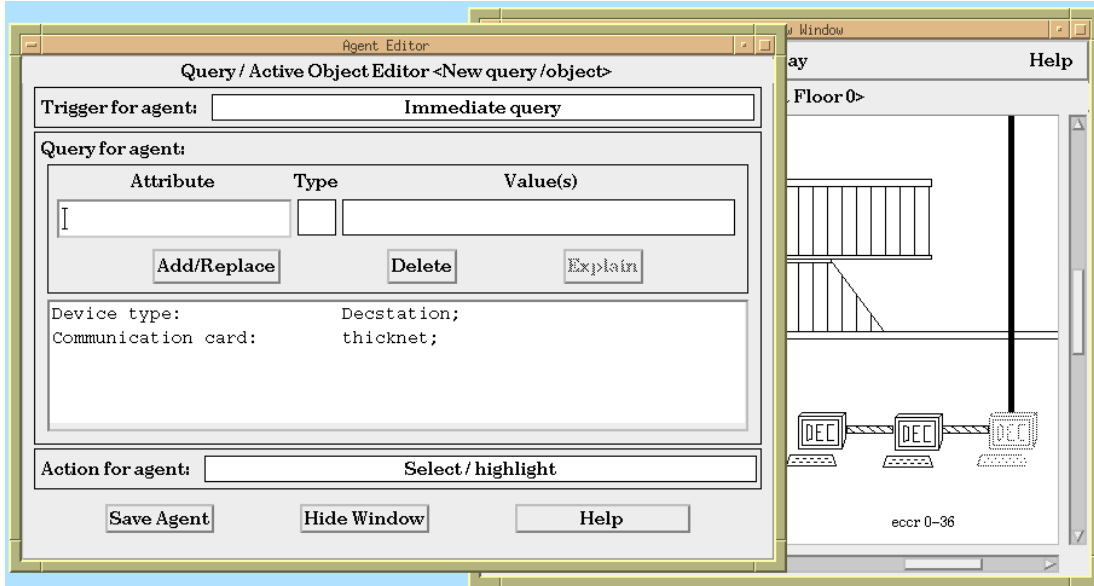 Agent Editor
Query / Active Object Editor <New query /object>
Trigger for agent: Immediate query
Query for agent:
Attribute Type Value(s)
Add/Replace Delete Explain
Device type: Decstation;
Communication card: thicknet;
Action for agent: Select / highlight
Save Agent Hide Window Help
w Window
ay Help
Floor 0>
DEC DEC DEC
eccr 0-36